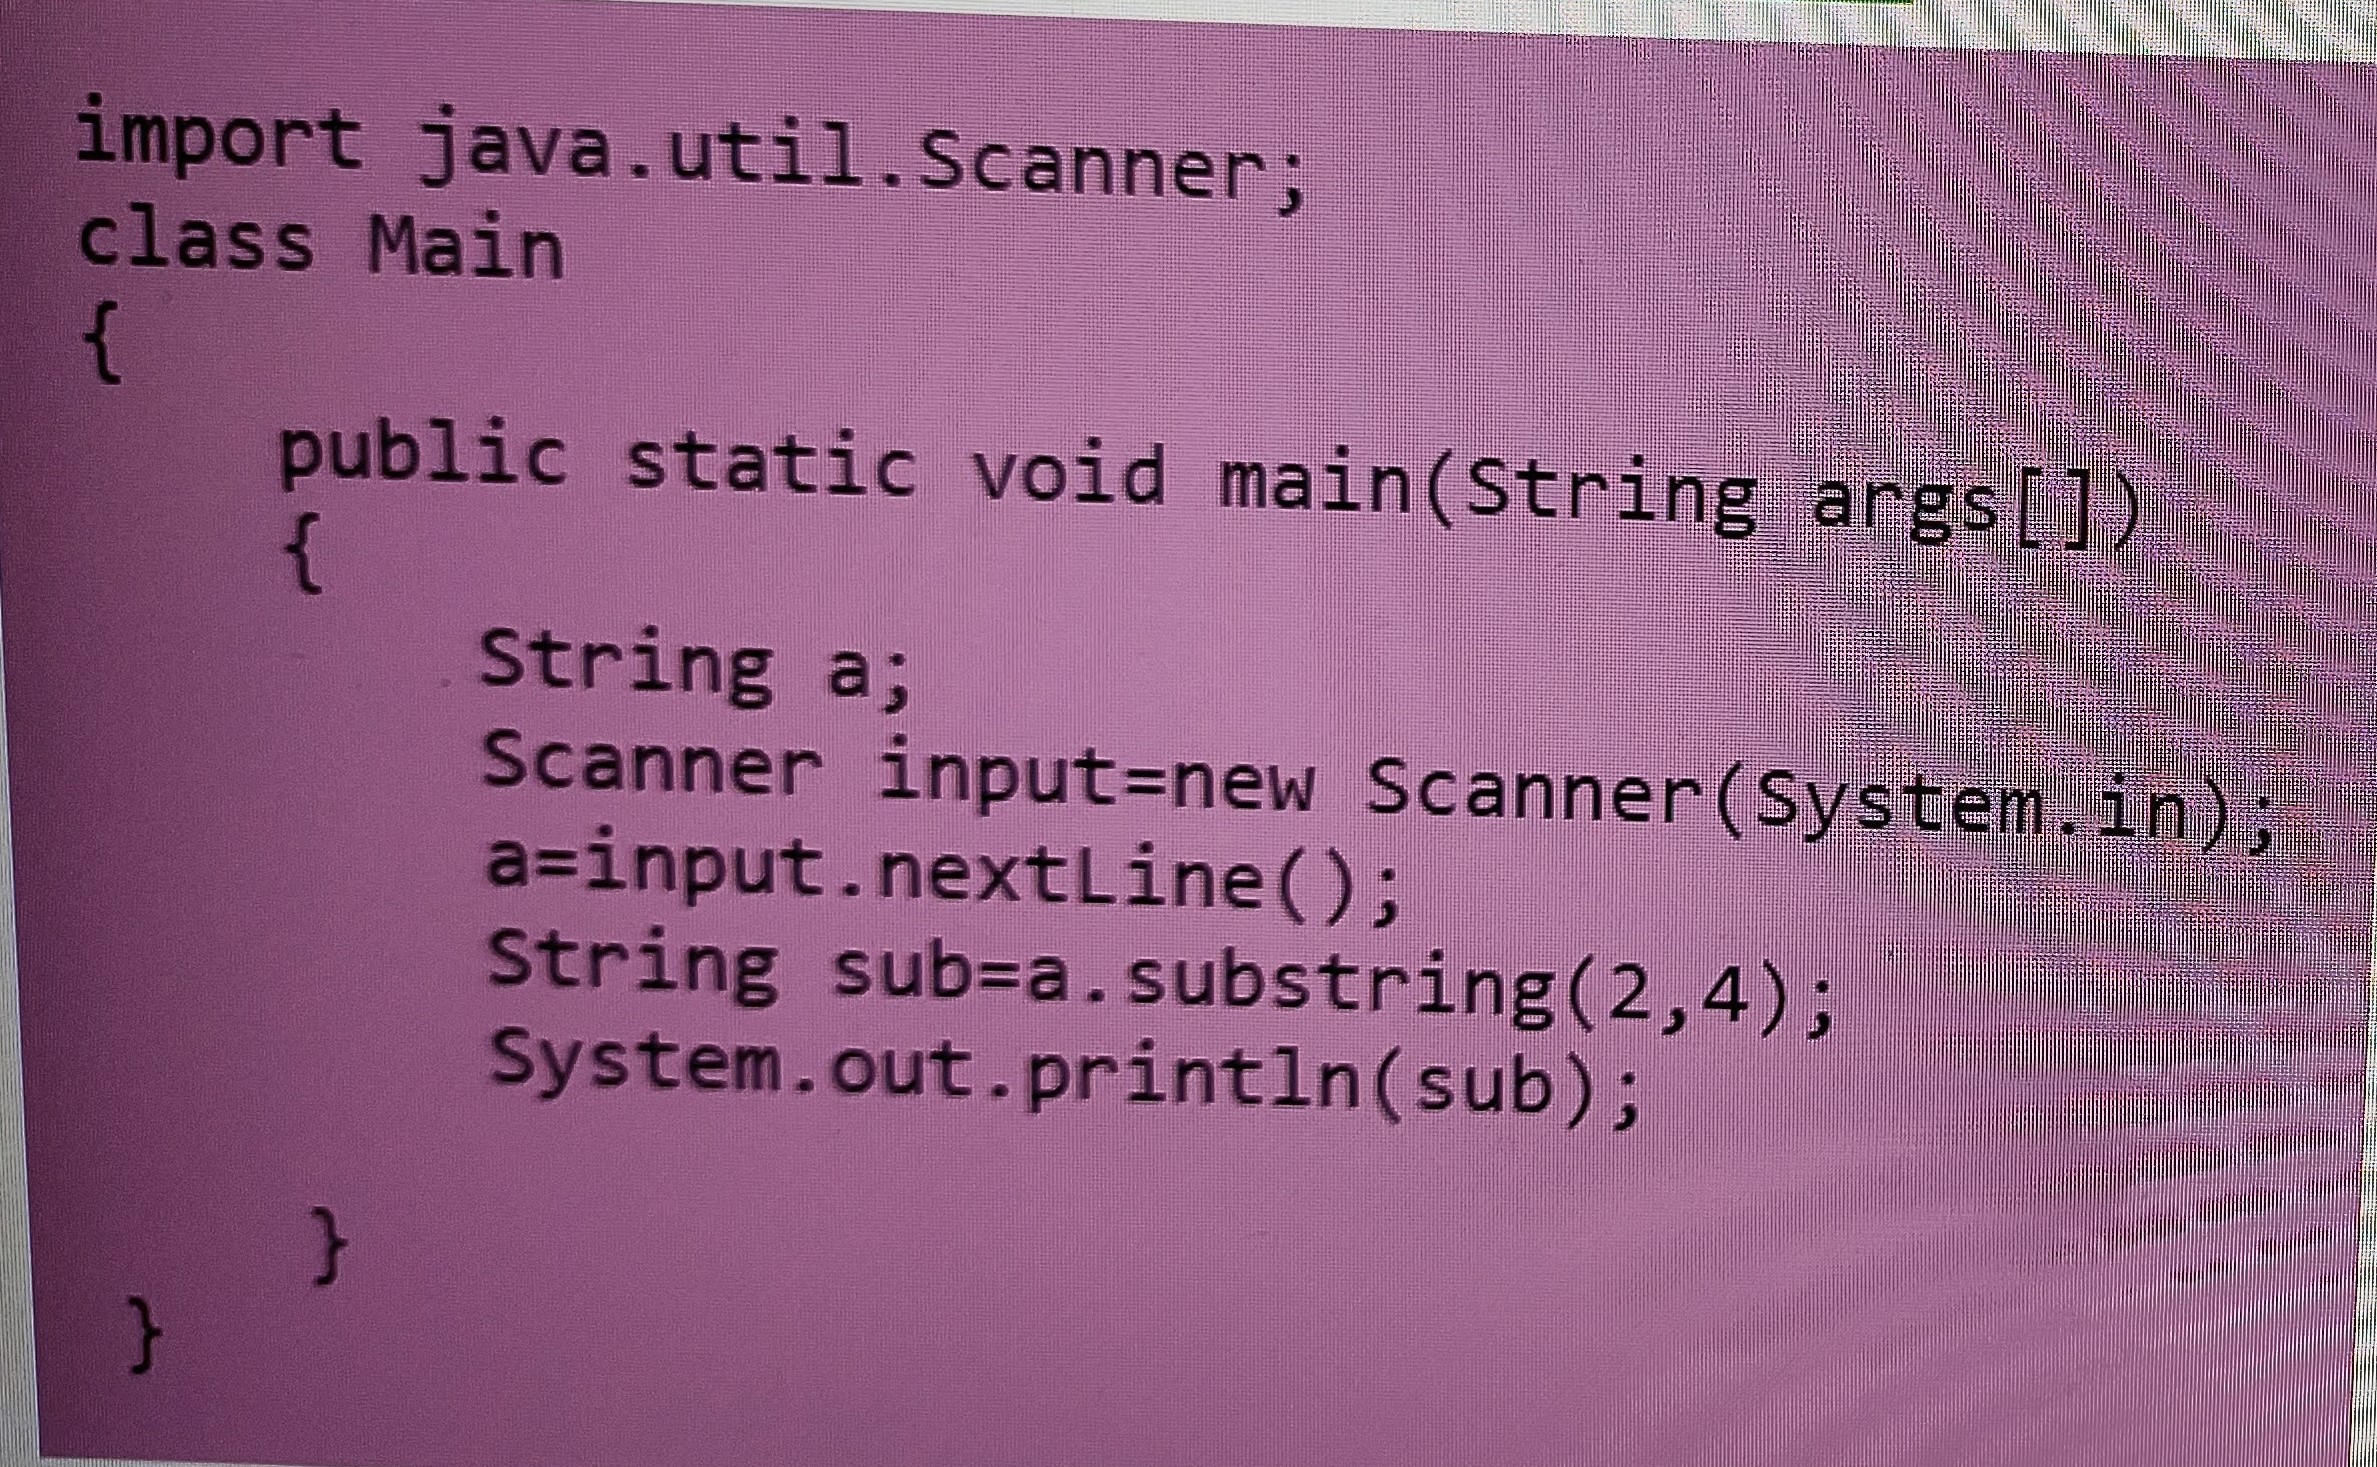 import java.util.Scanner;
class Main
{
public static void main(String args[])
{
String a;
Scanner input=new Scanner(System.in);
a=input.nextLine();
String sub=a.substring(2,4);
System.out.println(sub);
}
}